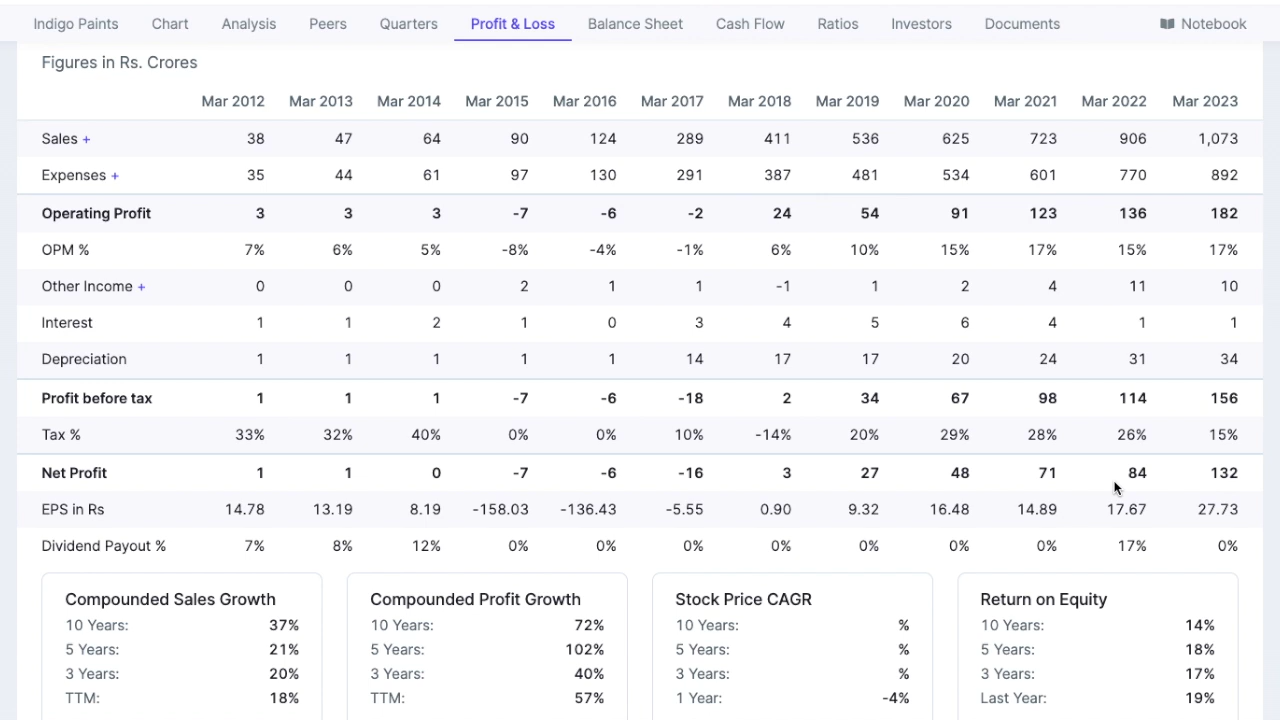 Indigo Paints Chart Analysis Peers Quarters Profit & Loss Balance Sheet Cash Flow Ratios Investors Documents Notebook
Figures in Rs. Crores
Mar 2012 Mar 2013 Mar 2014 Mar 2015 Mar 2016 Mar 2017 Mar 2018 Mar 2019 Mar 2020 Mar 2021 Mar 2022 Mar 2023
Sales + 38 47 64 90 124 289 411 536 625 723 906 1,073
Expenses + 35 44 61 97 130 291 387 481 534 601 770 892
Operating Profit 3 3 3 -7 -6 -2 24 54 91 123 136 182
OPM % 7% 6% 5% -8% -4% -1% 6% 10% 15% 17% 15% 17%
Other Income + 0 0 0 2 1 1 -1 1 2 4 11 10
Interest 1 1 2 1 0 3 4 5 6 4 1 1
Depreciation 1 1 1 1 1 14 17 17 20 24 31 34
Profit before tax 1 1 1 -7 -6 -18 2 34 67 98 114 156
Tax % 33% 32% 40% 0% 0% 10% -14% 20% 29% 28% 26% 15%
Net Profit 1 1 0 -7 -6 -16 3 27 48 71 84 132
EPS in Rs 14.78 13.19 8.19 -158.03 -136.43 -5.55 0.90 9.32 16.48 14.89 17.67 27.73
Dividend Payout % 7% 8% 12% 0% 0% 0% 0% 0% 0% 0% 17% 0%
Compounded Sales Growth
10 Years: 37%
5 Years: 21%
3 Years: 20%
TTM: 18%
Compounded Profit Growth
10 Years: 72%
5 Years: 102%
3 Years: 40%
TTM: 57%
Stock Price CAGR
10 Years: %
5 Years: %
3 Years: %
1 Year: -4%
Return on Equity
10 Years: 14%
5 Years: 18%
3 Years: 17%
Last Year: 19%